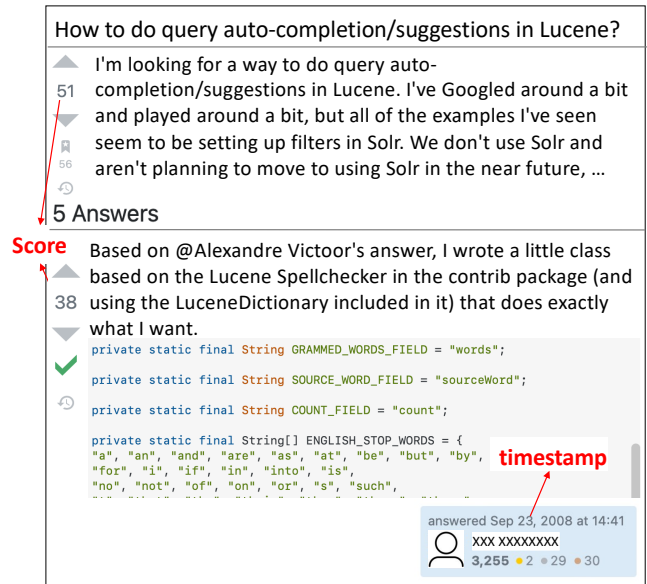 How to do query auto-completion/suggestions in Lucene?
I'm looking for a way to do query auto-
completion/suggestions in Lucene. I've Googled around a bit
and played around a bit, but all of the examples I've seen
seem to be setting up filters in Solr. We don't use Solr and
aren't planning to move to using Solr in the near future, ...
51
56
5 Answers
Score
Based on @Alexandre Victoor's answer, I wrote a little class
based on the Lucene Spellchecker in the contrib package (and
using the LuceneDictionary included in it) that does exactly
what I want.
38
private static final String GRAMMED_WORDS_FIELD = "words";
private static final String SOURCE_WORD_FIELD = "sourceWord";
private static final String COUNT_FIELD = "count";
private static final String[] ENGLISH_STOP_WORDS = {
"a", "an", "and", "are", "as", "at", "be", "but", "by",
"for", "i", "if", "in", "into", "is",
"no", "not", "of", "on", "or", "s", "such",
timestamp
answered Sep 23, 2008 at 14:41
XXX XXXXXXXX
3,255 2 29 30